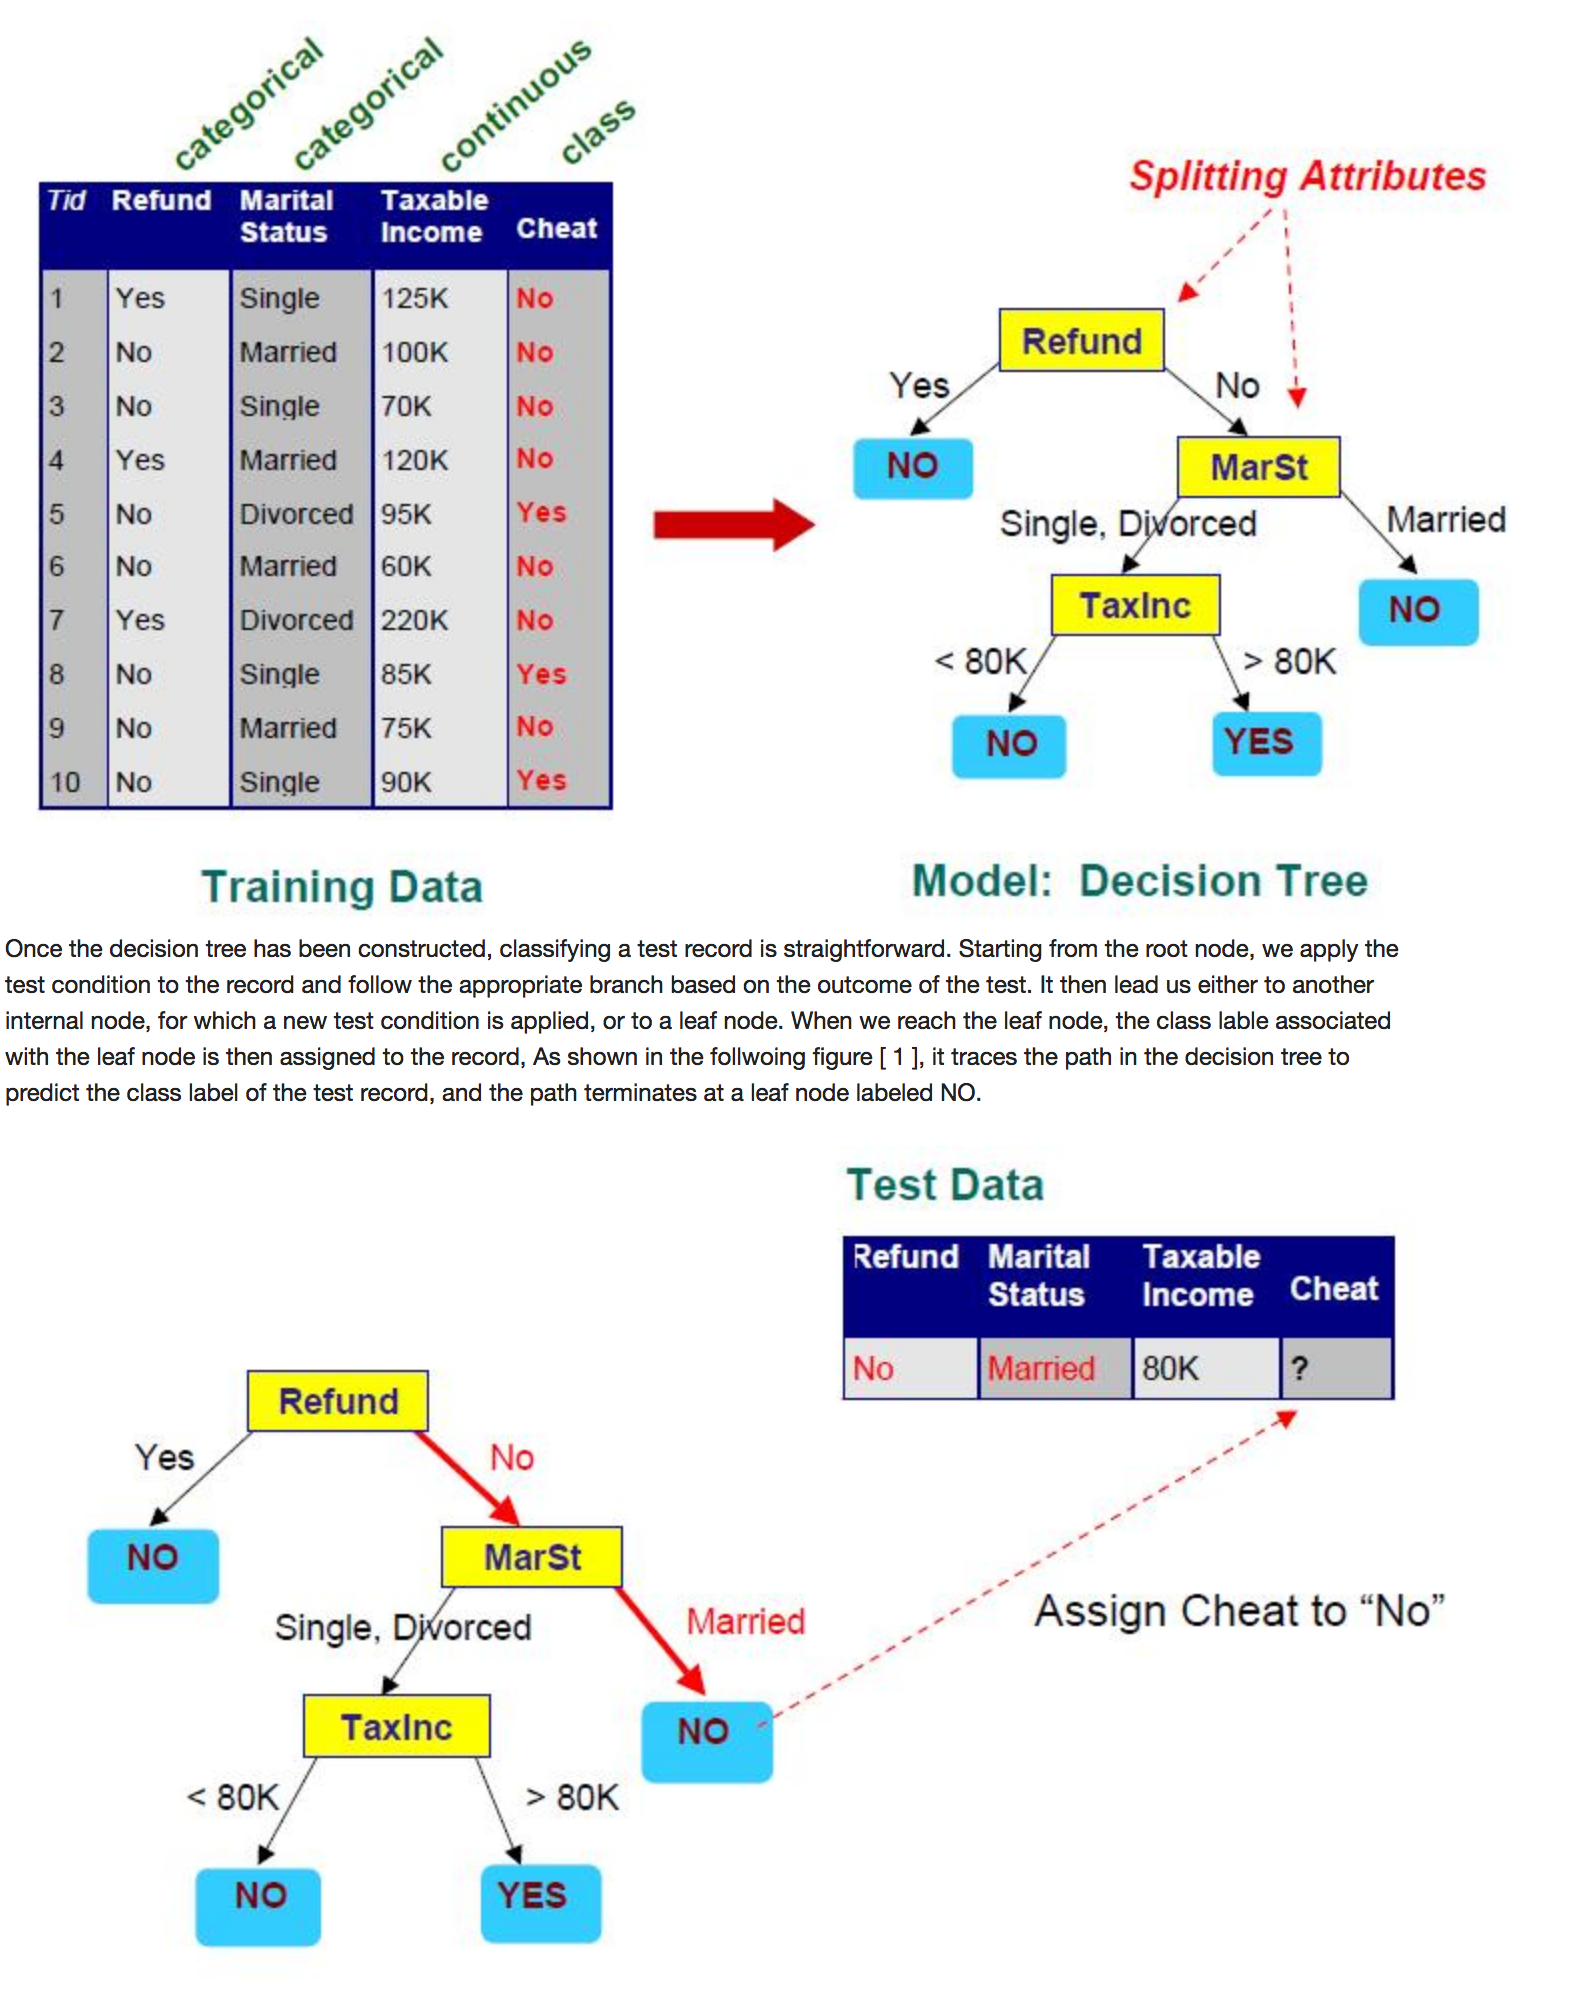 categorical
categorical
continuous
class
Tid Refund Marital Status Taxable Income Cheat
1 Yes Single 125K No
2 No Married 100K No
3 No Single 70K No
4 Yes Married 120K No
5 No Divorced 95K Yes
6 No Married 60K No
7 Yes Divorced 220K No
8 No Single 85K Yes
9 No Married 75K No
10 No Single 90K Yes
Training Data
Splitting Attributes
Refund
Yes
No
NO
MarSt
Single, Divorced
Married
TaxInc
NO
< 80K
> 80K
NO
YES
Model: Decision Tree
Once the decision tree has been constructed, classifying a test record is straightforward. Starting from the root node, we apply the
test condition to the record and follow the appropriate branch based on the outcome of the test. It then lead us either to another
internal node, for which a new test condition is applied, or to a leaf node. When we reach the leaf node, the class lable associated
with the leaf node is then assigned to the record, As shown in the follwoing figure [ 1 ], it traces the path in the decision tree to
predict the class label of the test record, and the path terminates at a leaf node labeled NO.
Test Data
Refund Marital Status Taxable Income Cheat
No Married 80K ?
Refund
Yes
No
NO
MarSt
Single, Divorced
Married
Assign Cheat to “No”
TaxInc
NO
< 80K
> 80K
NO
YES